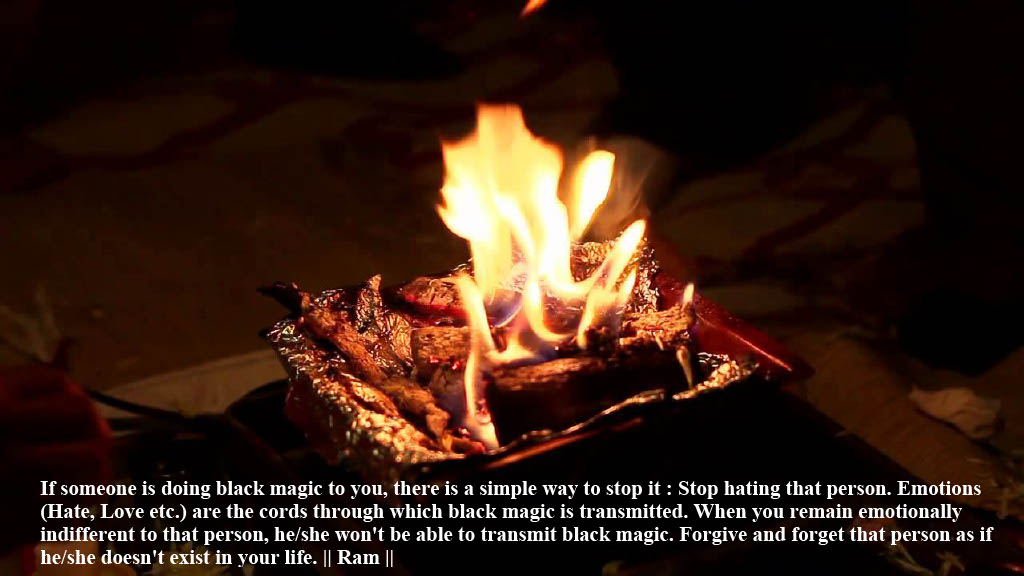 If someone is doing black magic to you, there is a simple way to stop it : Stop hating that person. Emotions
(Hate, Love etc.) are the cords through which black magic is transmitted. When you remain emotionally
indifferent to that person, he/she won't be able to transmit black magic. Forgive and forget that person as if
he/she doesn't exist in your life. || Ram ||